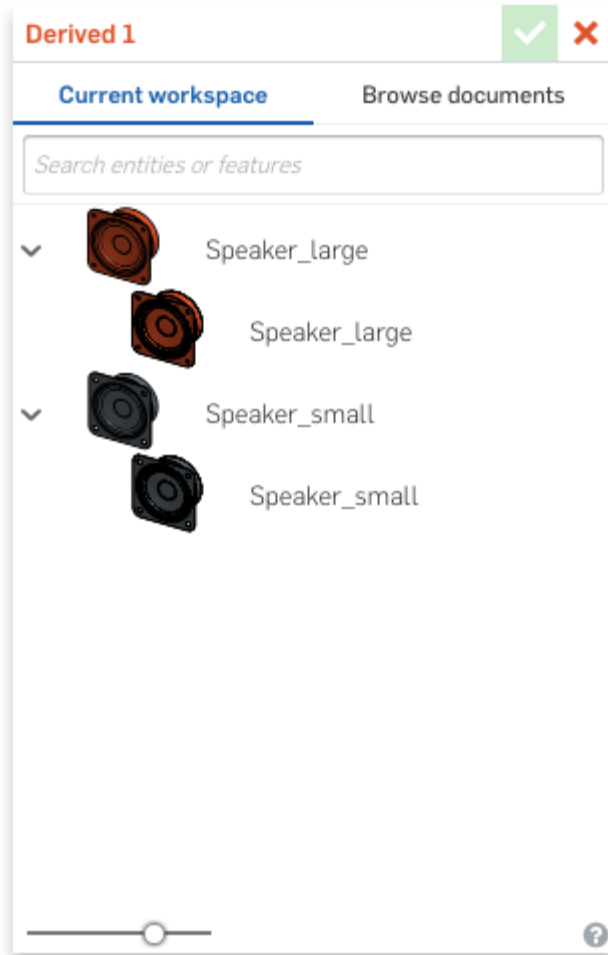 Derived 1
Current workspace Browse documents
Search entities or features
Speaker_large
Speaker_large
Speaker_small
Speaker_small
?